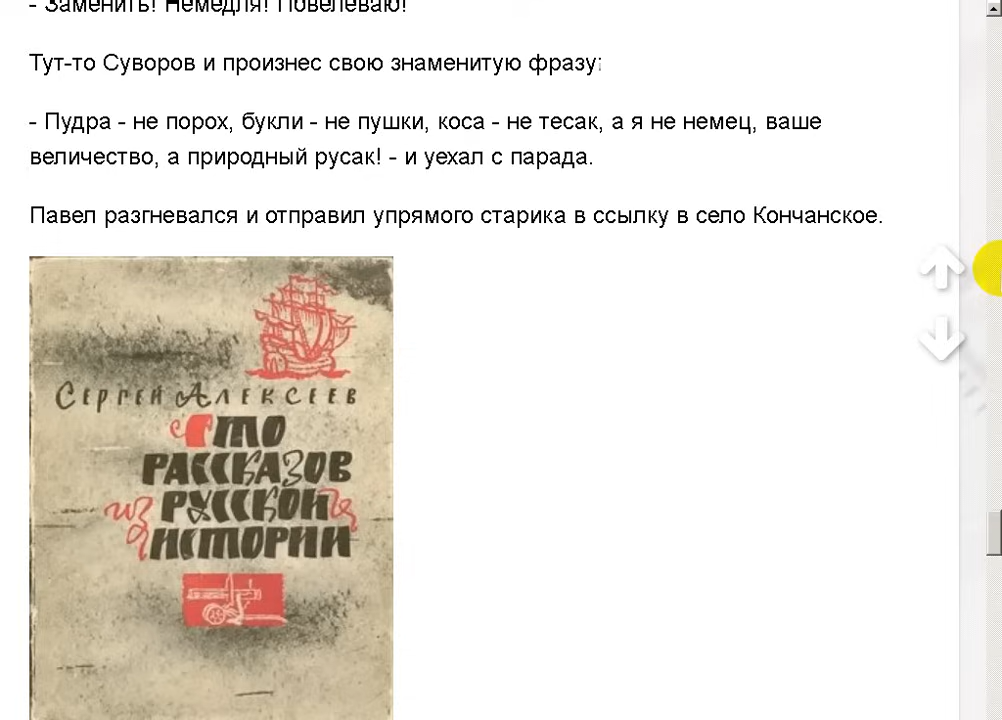 - Заменить! Немедля! Повелеваю!
Тут-то Суворов и произнес свою знаменитую фразу:
- Пудра - не порох, букли - не пушки, коса - не тесак, а я не немец, ваше
величество, а природный русак! - и уехал с парада.
Павел разгневался и отправил упрямого старика в ссылку в село Кончанское.
Сергей Алексеев
Сто
рассказов
из русской
истории